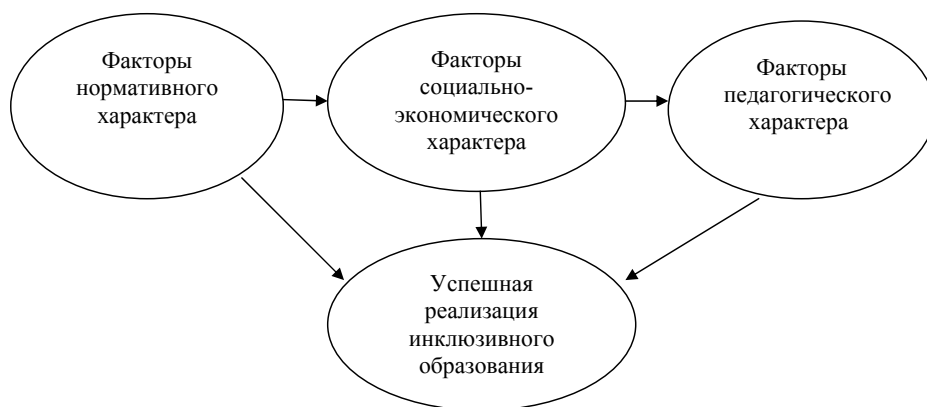 Факторы
нормативного
характера
Факторы
социально-
экономического
характера
Факторы
педагогического
характера
Успешная
реализация
инклюзивного
образования